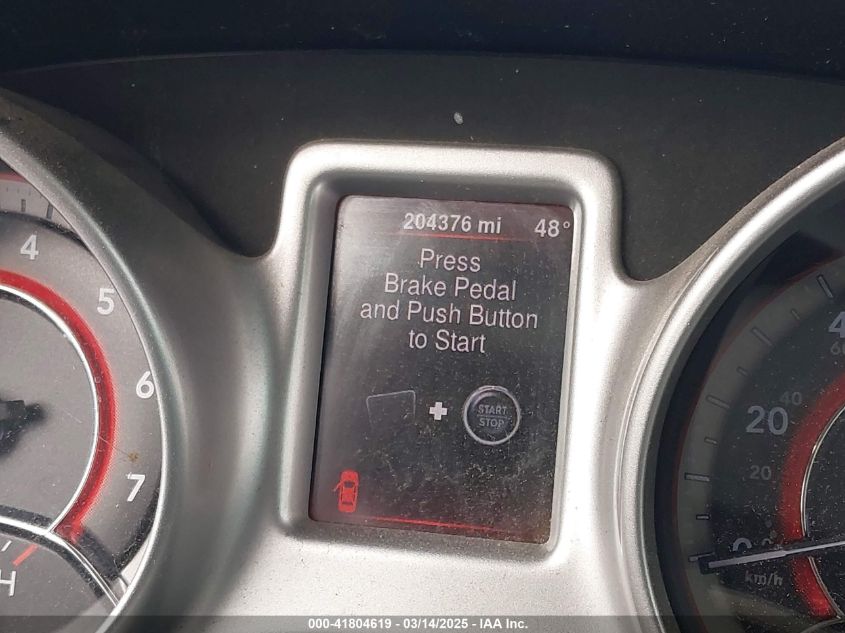 204376 mi 48°
Press
Brake Pedal
and Push Button
to Start
START
STOP
4
5
6
7
H
20
40
20
0
km/h
000-41804619 - 03/14/2025 - IAA Inc.